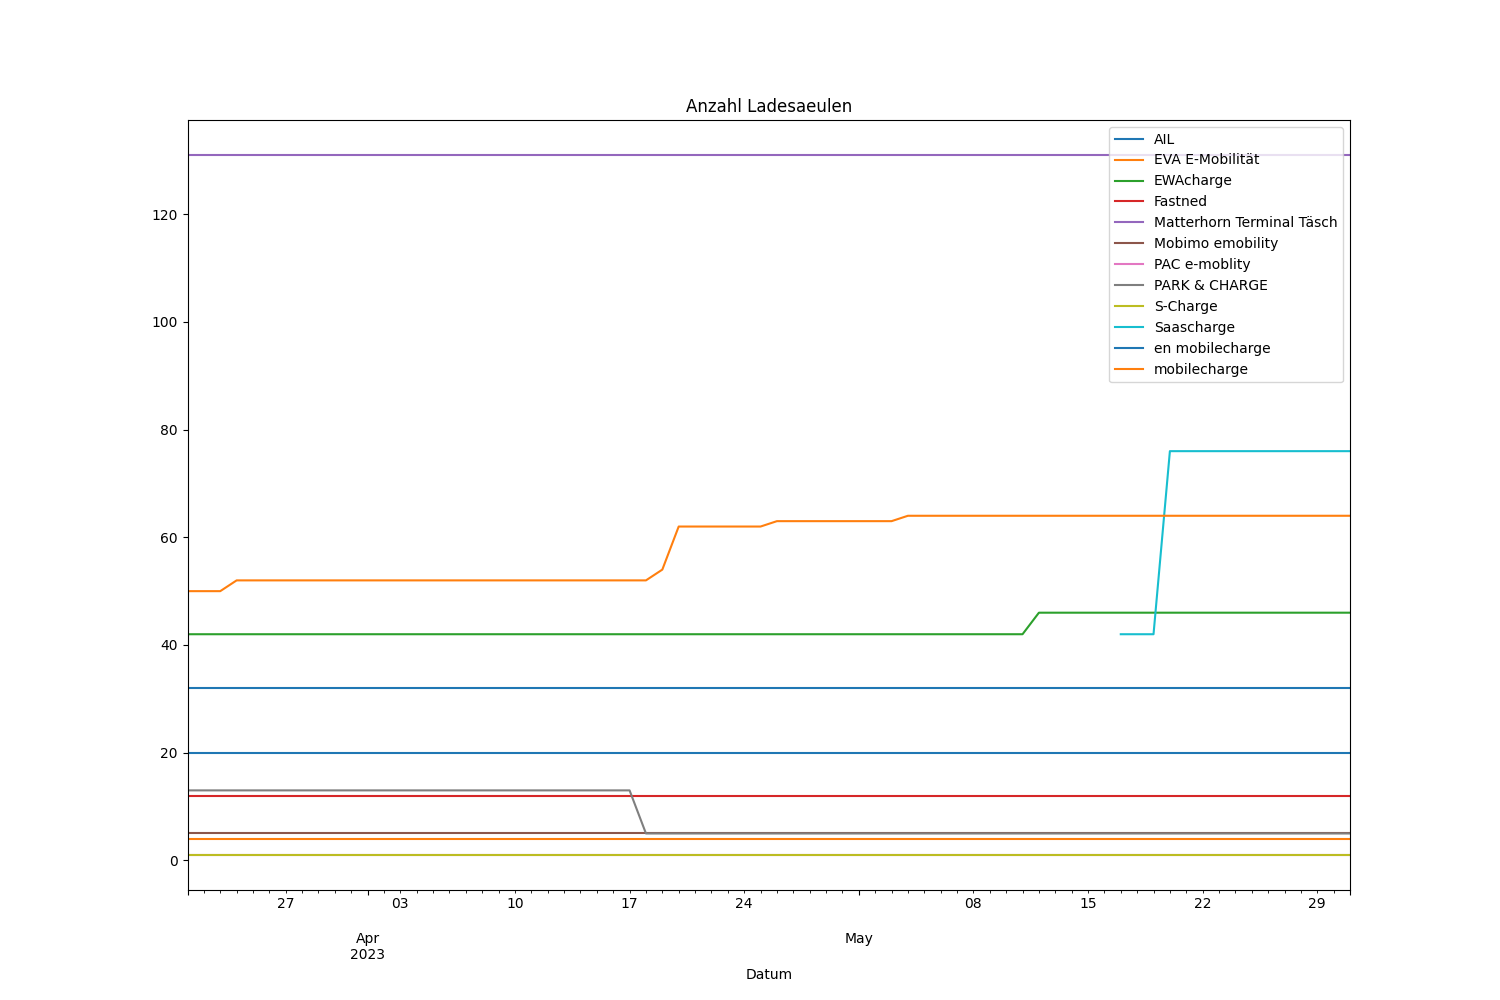 Anzahl Ladesaeulen
AIL
EVA E-Mobilität
EWAcharge
Fastned
Matterhorn Terminal Täsch
Mobimo emobility
PAC e-moblity
PARK & CHARGE
S-Charge
Saascharge
en mobilecharge
mobilecharge
120
100
80
60
40
20
0
27 03 10 17 24 08 15 22 29
Apr May
2023
Datum